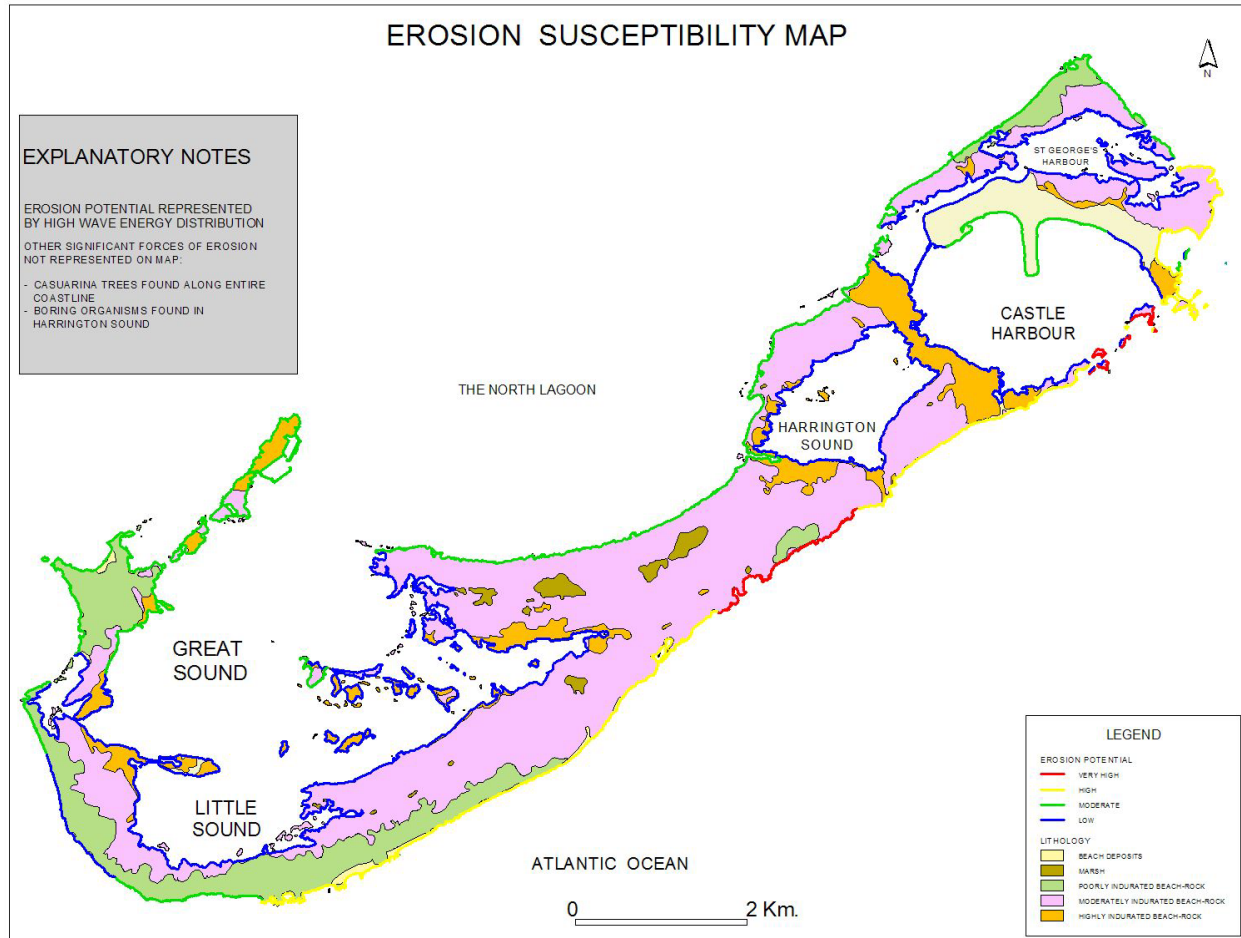 EROSION SUSCEPTIBILITY MAP
N
EXPLANATORY NOTES
EROSION POTENTIAL REPRESENTED
BY HIGH WAVE ENERGY DISTRIBUTION
OTHER SIGNIFICANT FORCES OF EROSION
NOT REPRESENTED ON MAP:
- CASUARINA TREES FOUND ALONG ENTIRE
COASTLINE
- BORING ORGANISMS FOUND IN
HARRINGTON SOUND
ST GEORGE'S
HARBOUR
CASTLE
HARBOUR
THE NORTH LAGOON
HARRINGTON
SOUND
GREAT
SOUND
LITTLE
SOUND
ATLANTIC OCEAN
0 2 Km.
LEGEND
EROSION POTENTIAL
VERY HIGH
HIGH
MODERATE
LOW
LITHOLOGY
BEACH DEPOSITS
MARSH
POORLY INDURATED BEACH-ROCK
MODERATELY INDURATED BEACH-ROCK
HIGHLY INDURATED BEACH-ROCK